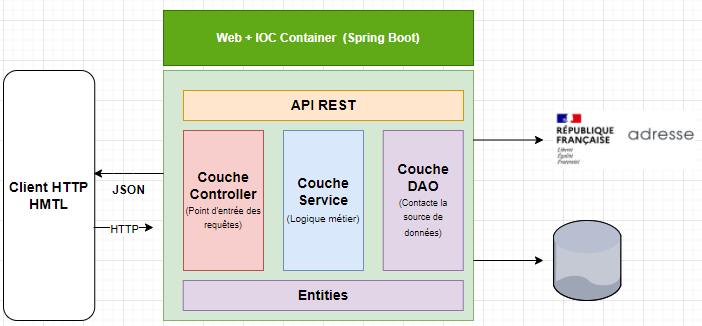 Web + IOC Container (Spring Boot)
API REST
Client HTTP
HMTL
JSON
HTTP
Couche
Controller
(Point d'entrée des
requêtes)
Couche
Service
(Logique métier)
Couche
DAO
(Contacte la
source de
données)
Entities
RÉPUBLIQUE
FRANÇAISE
Liberté
Égalité
Fraternité
adresse